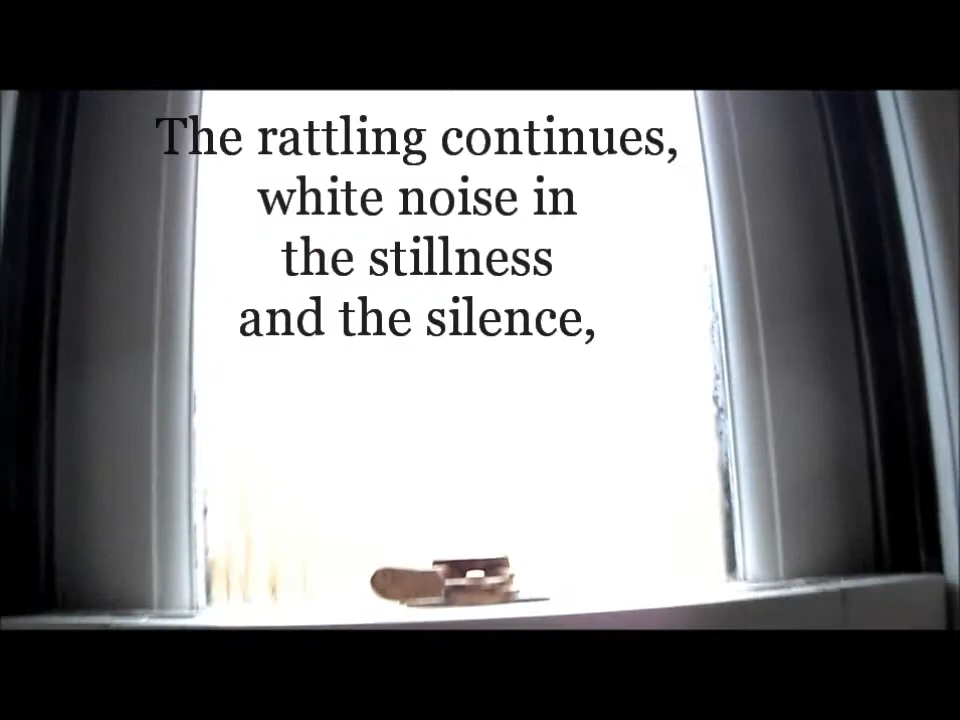 The rattling continues,
white noise in
the stillness
and the silence,